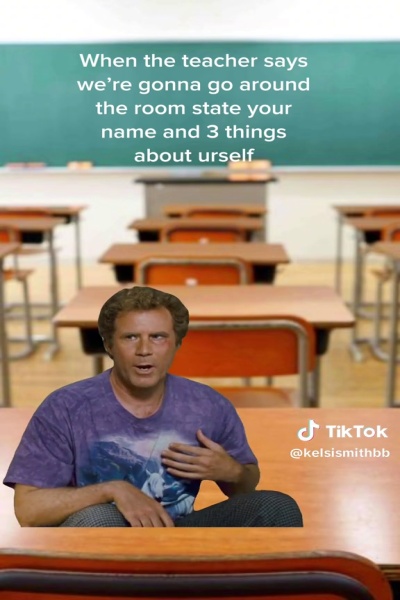 When the teacher says
we're gonna go around
the room state your
name and 3 things
about urself
TikTok
@kelsismithbb